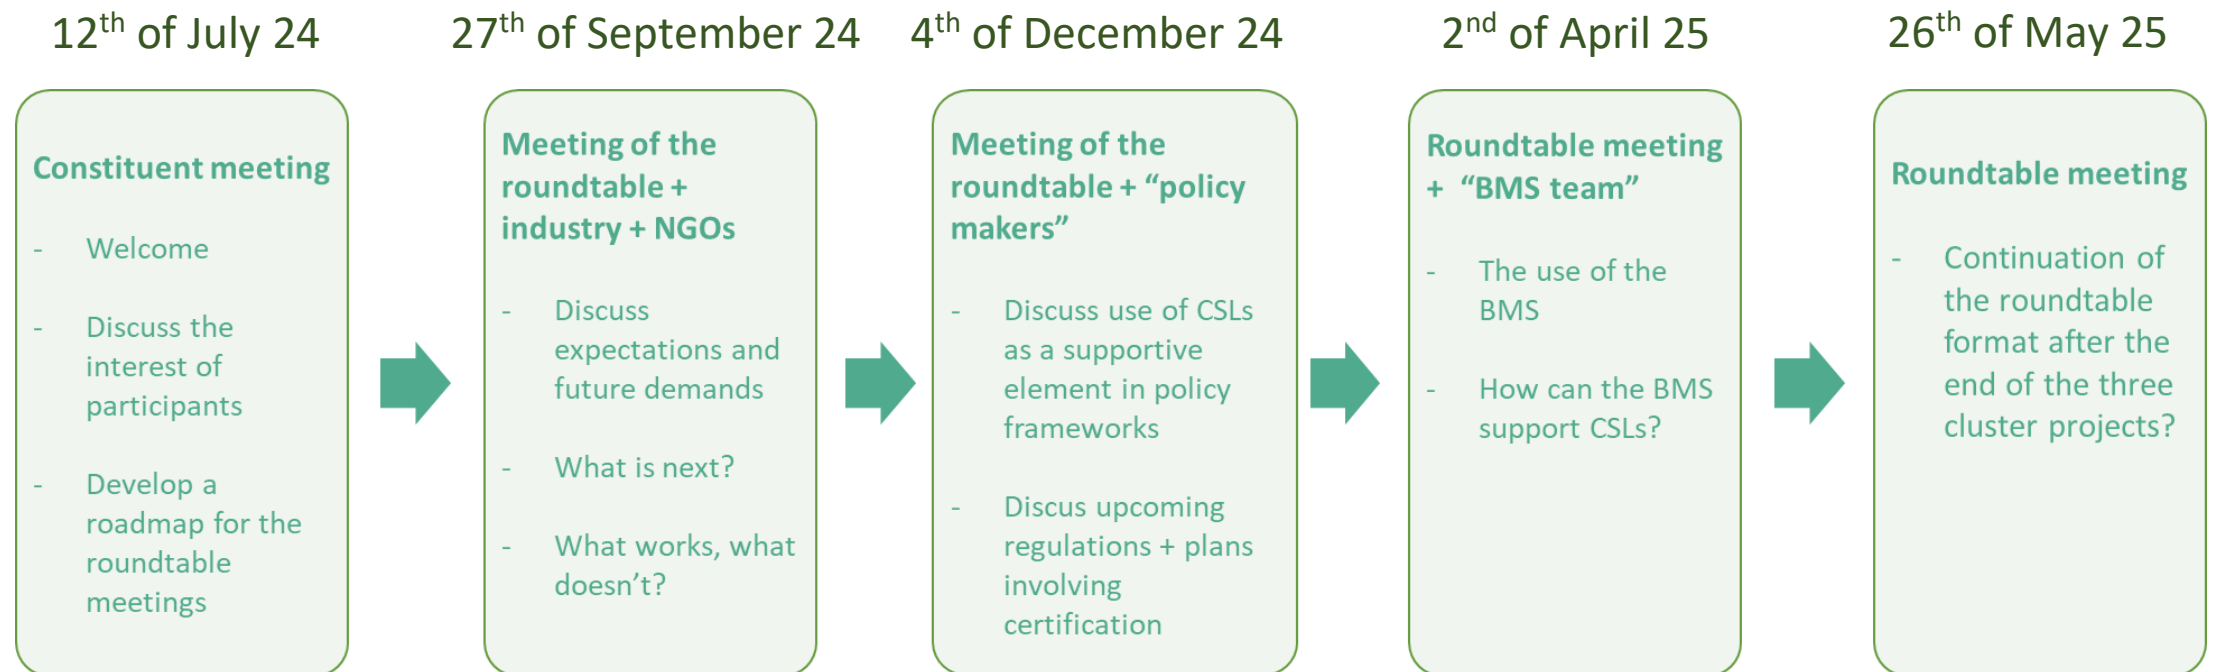 12th of July 24
27th of September 24
4th of December 24
2nd of April 25
26th of May 25
Constituent meeting
- Welcome
- Discuss the
interest of
participants
- Develop a
roadmap for the
roundtable
meetings
Meeting of the
roundtable +
industry + NGOs
- Discuss
expectations and
future demands
- What is next?
- What works, what
doesn’t?
Meeting of the
roundtable + “policy
makers”
- Discuss use of CSLs
as a supportive
element in policy
frameworks
- Discus upcoming
regulations + plans
involving
certification
Roundtable meeting
+ “BMS team”
- The use of the
BMS
- How can the BMS
support CSLs?
Roundtable meeting
- Continuation of
the roundtable
format after the
end of the three
cluster projects?